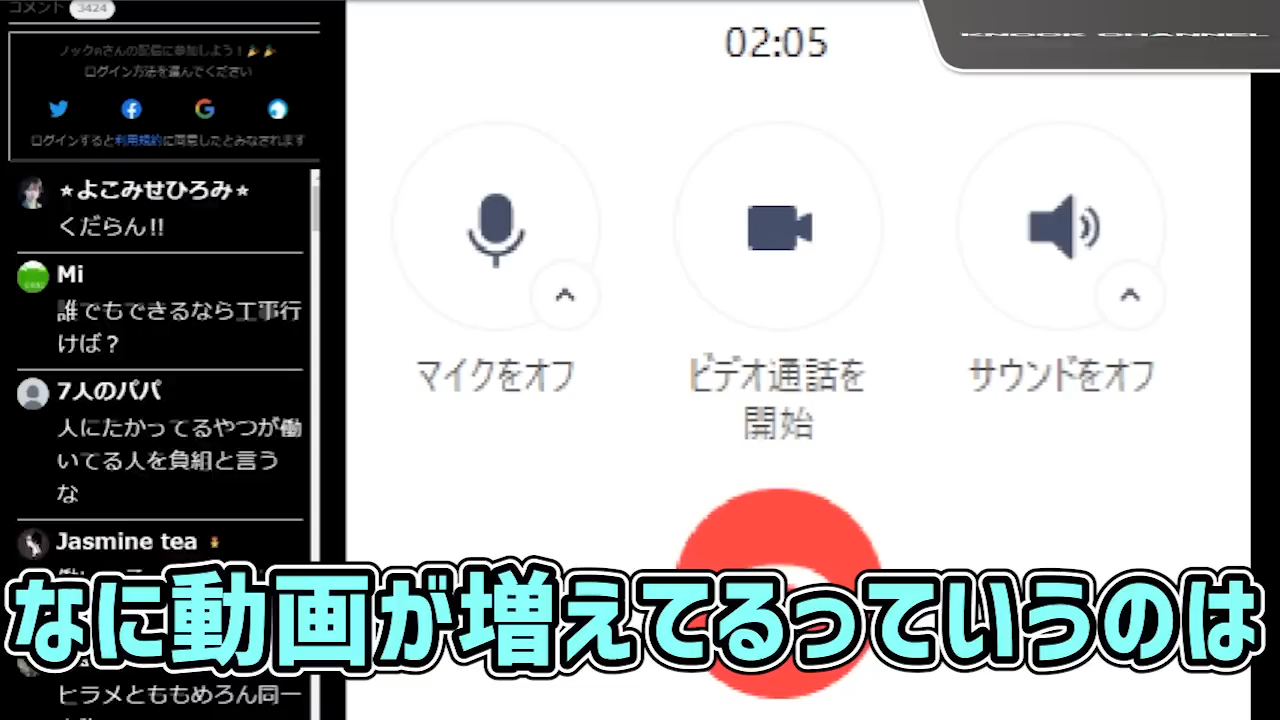 コメント 3424
ノックnさんの配信に参加しよう！🎉🎉
ログイン方法を選んでください
ログインすると利用規約に同意したとみなされます
★よこみせひろみ★
くだらん!!
Mi
誰でもできるなら工事行
けば？
7人のパパ
人にたかってるやつが働
いてる人を負組と言う
な
Jasmine tea
ヒラメとももめろん同一
02:05
KNOCK CHANNEL
マイクをオフ
ビデオ通話を
開始
サウンドをオフ
なに動画が増えてるっていうのは